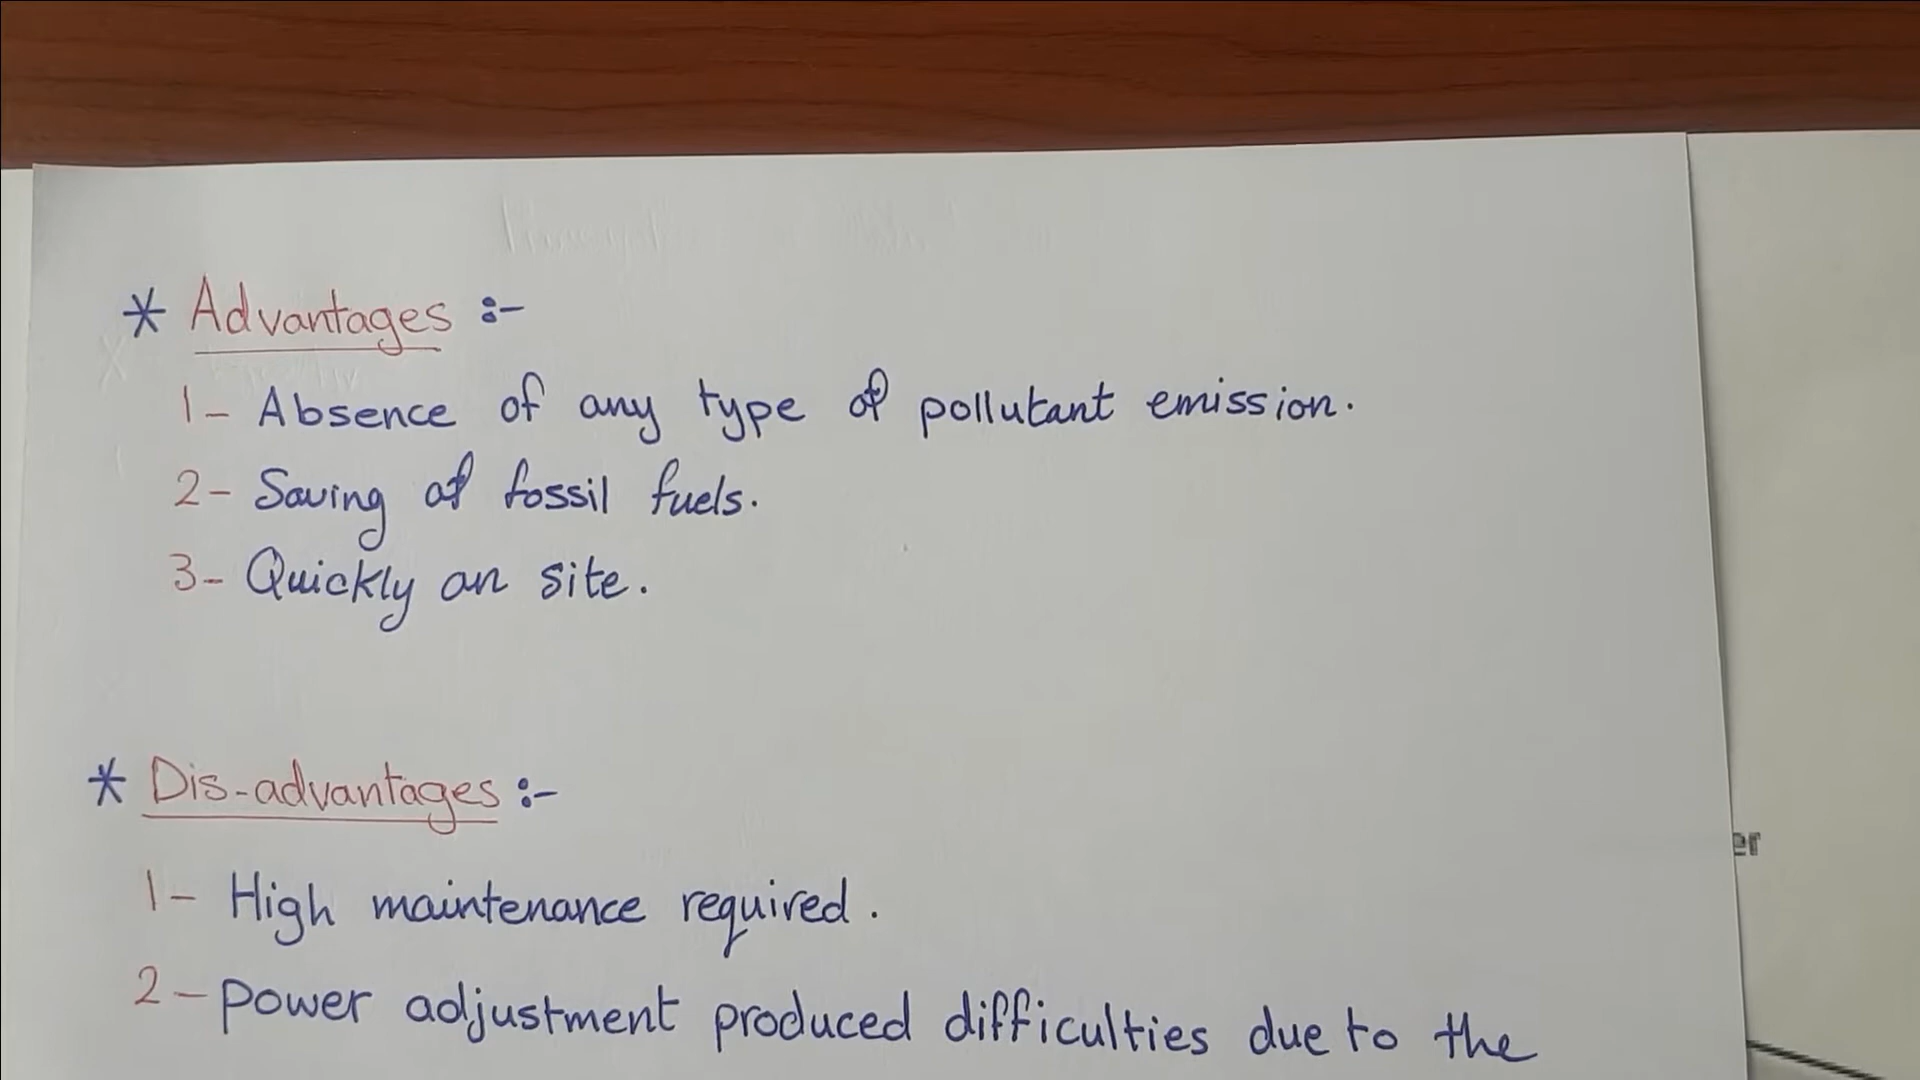 * Advantages :-
1- Absence of any type of pollutant emission.
2- Saving of fossil fuels.
3- Quickly on site.
* Dis-advantages :-
1- High maintenance required.
er
2- Power adjustment produced difficulties due to the